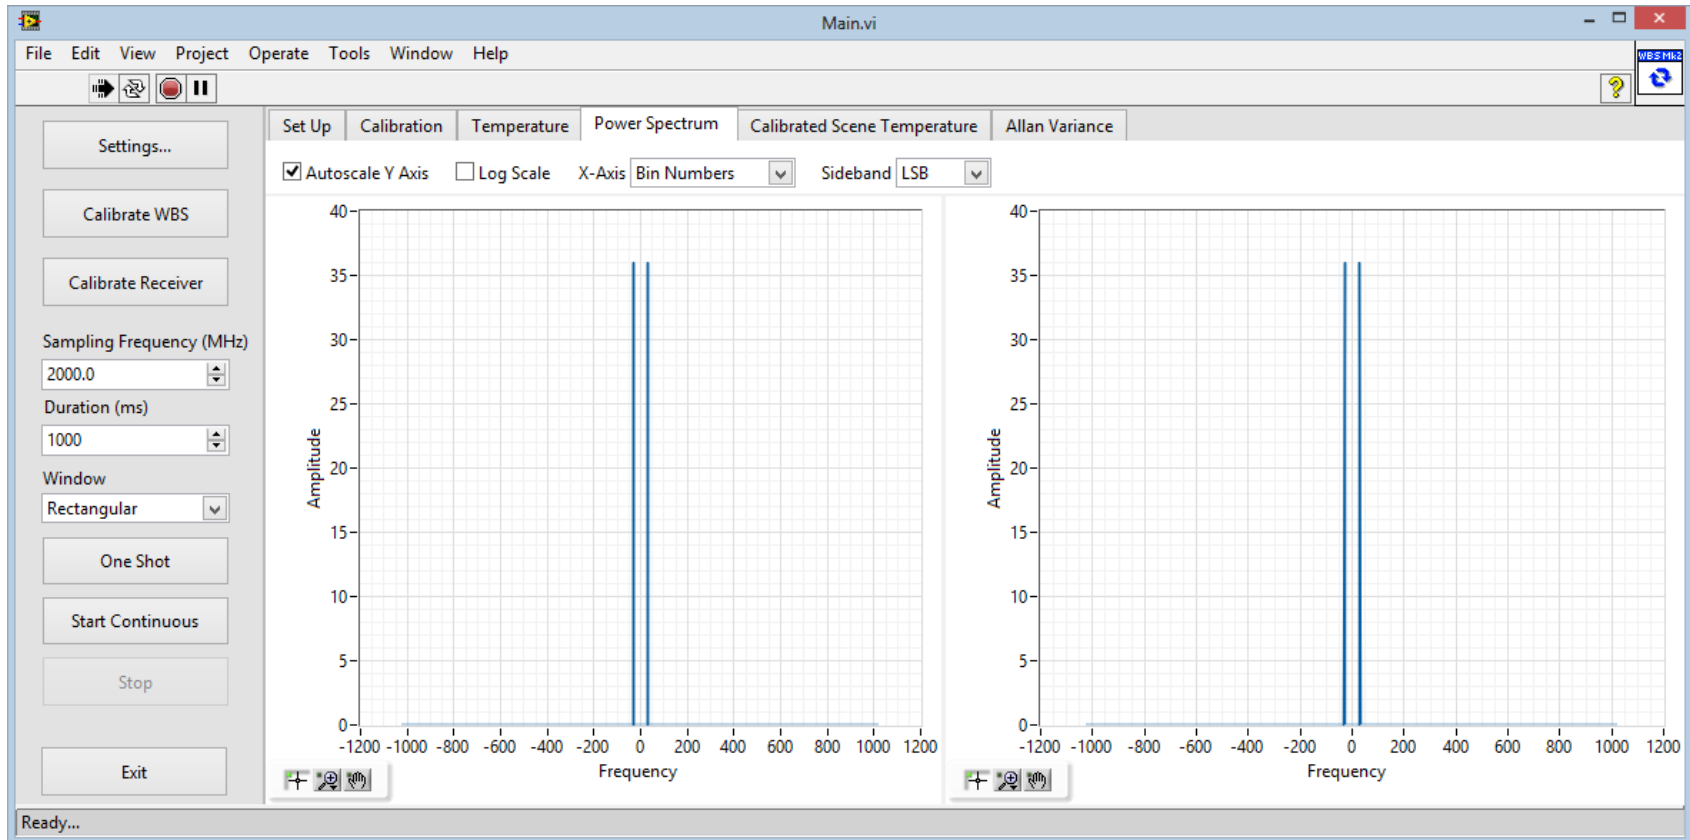 Main.vi
File Edit View Project Operate Tools Window Help
WBS Mk2
Settings...
Calibrate WBS
Calibrate Receiver
Sampling Frequency (MHz)
2000.0
Duration (ms)
1000
Window
Rectangular
One Shot
Start Continuous
Stop
Exit
Set Up Calibration Temperature Power Spectrum Calibrated Scene Temperature Allan Variance
Autoscale Y Axis Log Scale X-Axis Bin Numbers Sideband LSB
40
35
30
25
20
15
10
5
0
Amplitude
-1200 -1000 -800 -600 -400 -200 0 200 400 600 800 1000 1200
Frequency
40
35
30
25
20
15
10
5
0
Amplitude
-1200 -1000 -800 -600 -400 -200 0 200 400 600 800 1000 1200
Frequency
Ready...